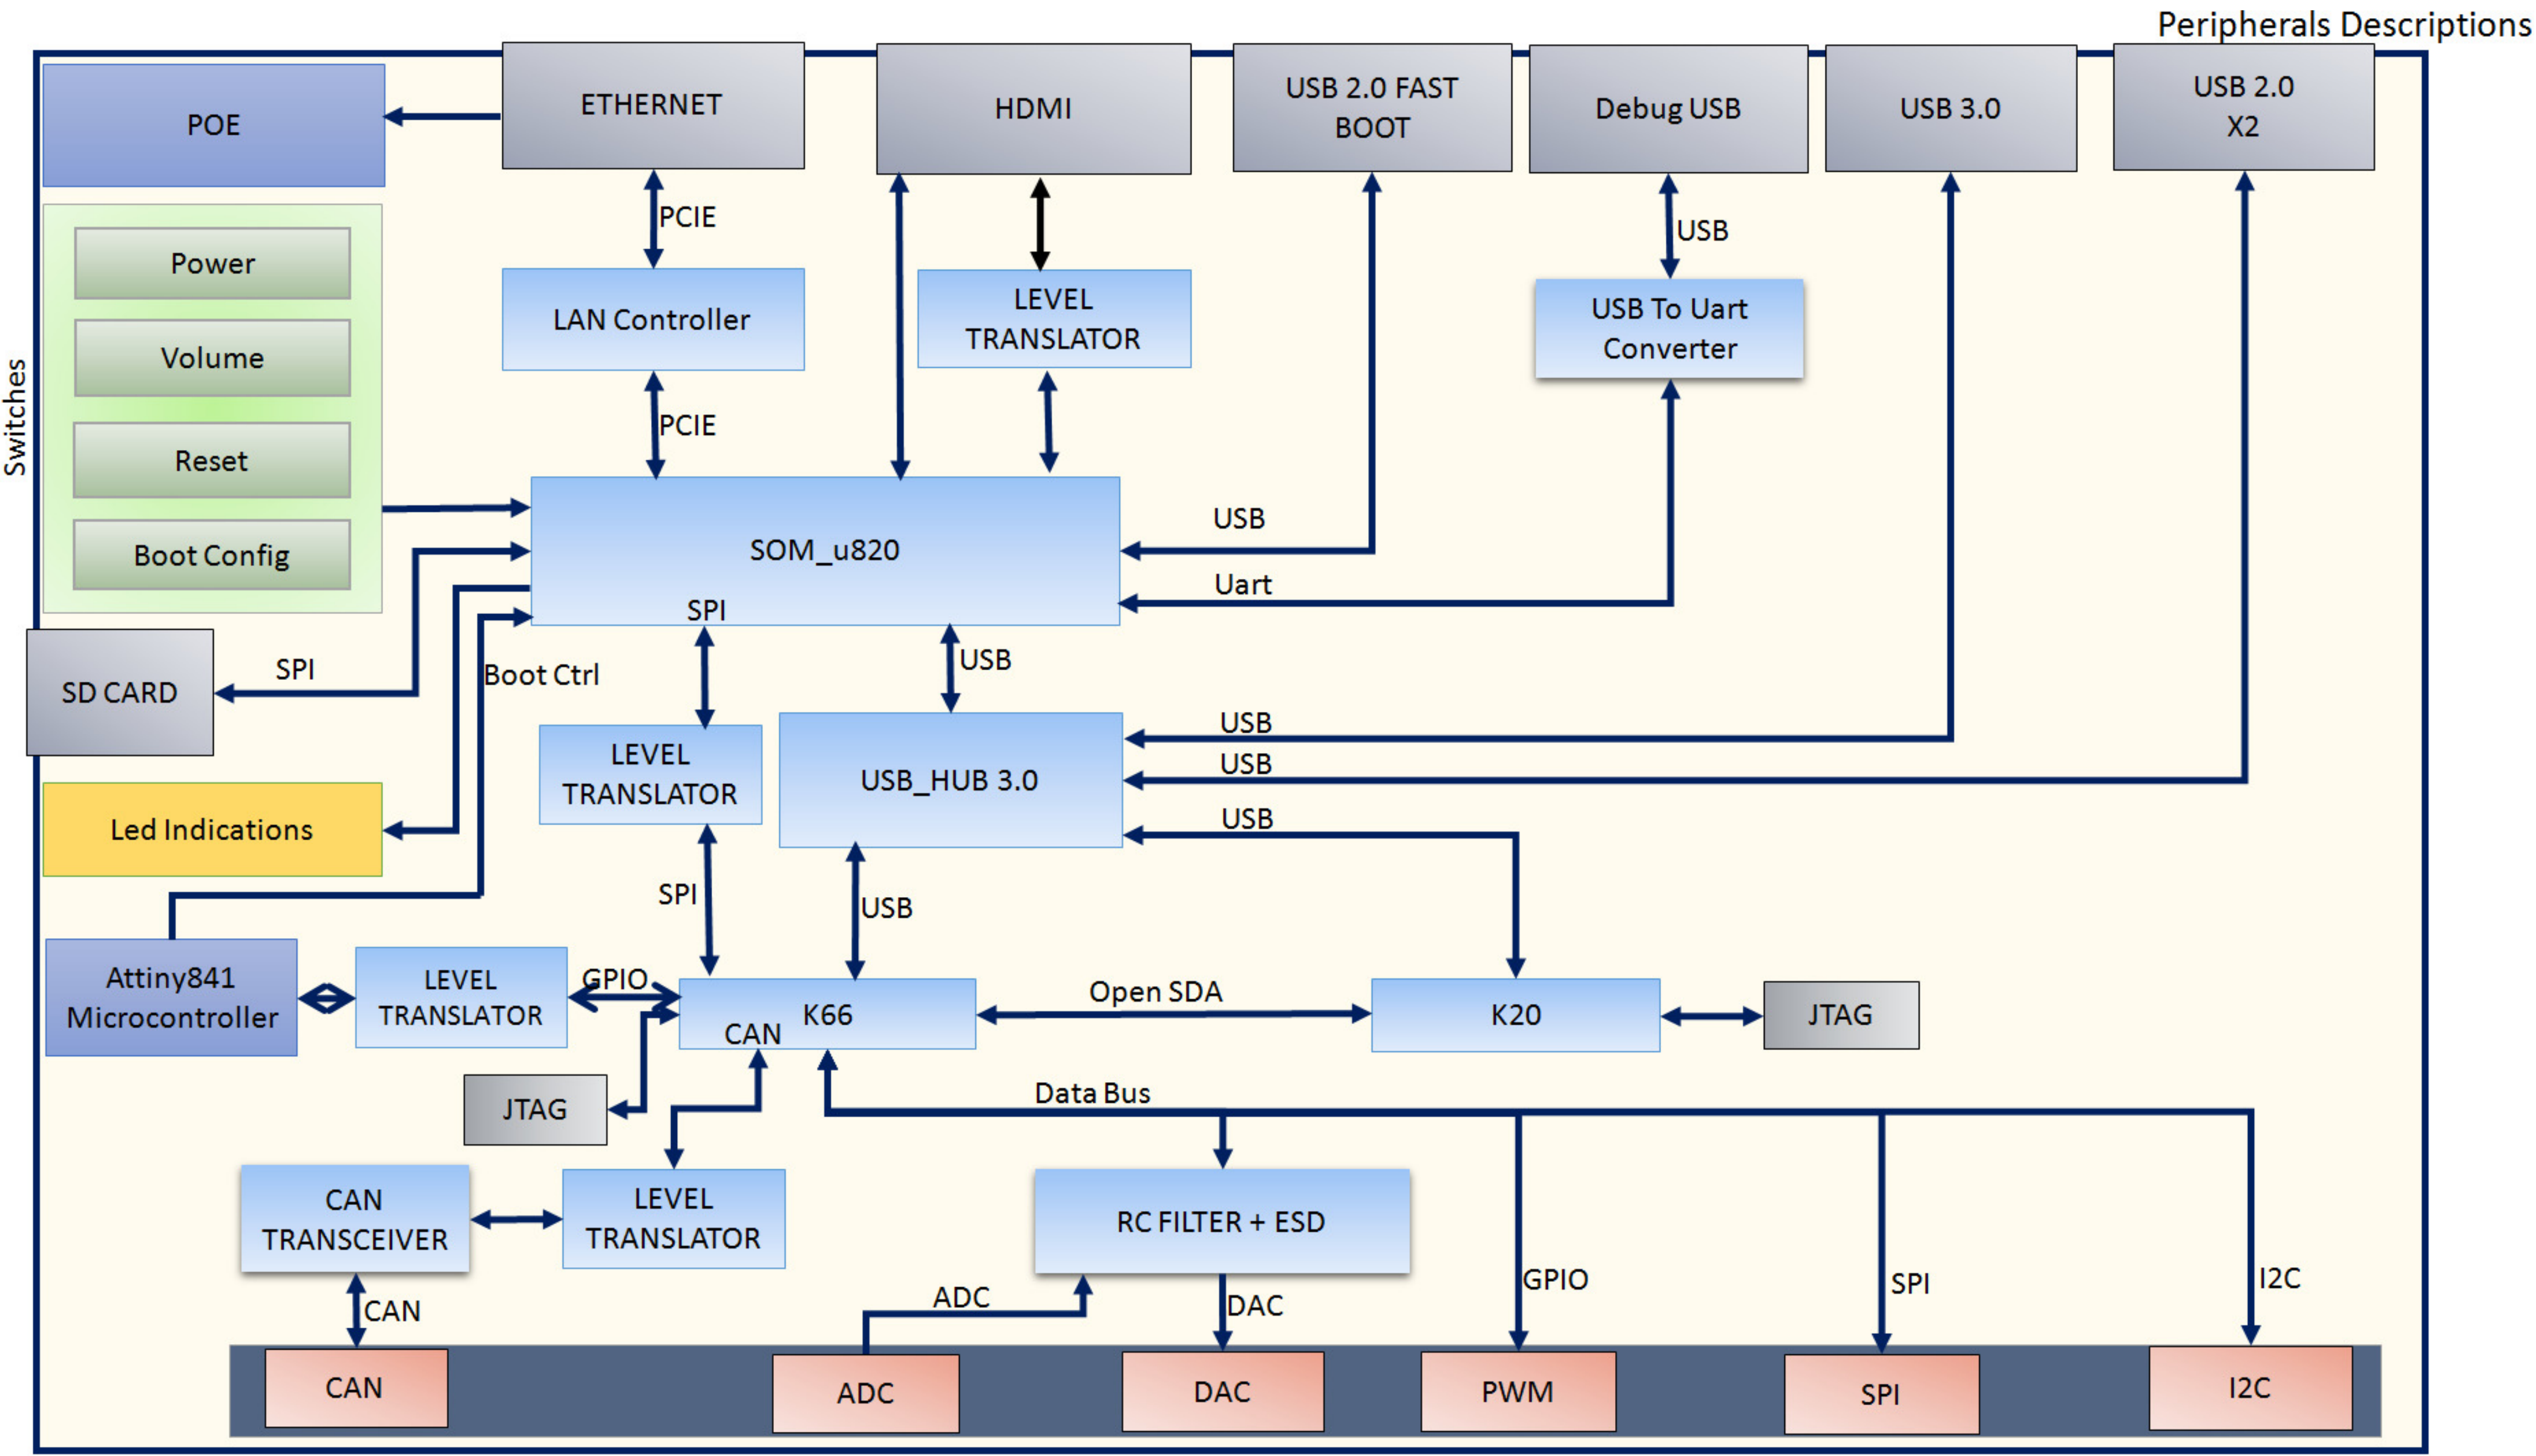 Peripherals Descriptions
POE
ETHERNET
HDMI
USB 2.0 FAST
BOOT
Debug USB
USB 3.0
USB 2.0
X2
PCIE
USB
Switches
Power
Volume
Reset
Boot Config
LAN Controller
LEVEL
TRANSLATOR
USB To Uart
Converter
PCIE
SOM_u820
SPI
USB
Uart
SD CARD
SPI
Boot Ctrl
USB
LEVEL
TRANSLATOR
USB_HUB 3.0
USB
USB
USB
Led Indications
SPI
USB
Attiny841
Microcontroller
LEVEL
TRANSLATOR
GPIO
K66
CAN
Open SDA
K20
JTAG
JTAG
Data Bus
CAN
TRANSCEIVER
LEVEL
TRANSLATOR
RC FILTER + ESD
CAN
ADC
DAC
GPIO
SPI
I2C
CAN
ADC
DAC
PWM
SPI
I2C